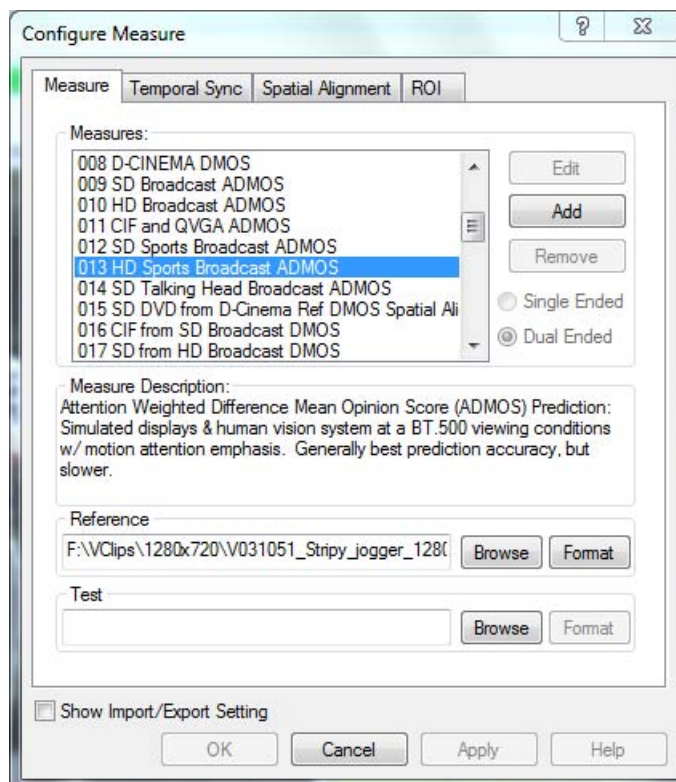 Configure Measure
Measure Temporal Sync Spatial Alignment ROI
Measures:
008 D-CINEMA DMOS
009 SD Broadcast ADMOS
010 HD Broadcast ADMOS
011 CIF and QVGA ADMOS
012 SD Sports Broadcast ADMOS
013 HD Sports Broadcast ADMOS
014 SD Talking Head Broadcast ADMOS
015 SD DVD from D-Cinema Ref DMOS Spatial Ali
016 CIF from SD Broadcast DMOS
017 SD from HD Broadcast DMOS
Edit
Add
Remove
Single Ended
Dual Ended
Measure Description:
Attention Weighted Difference Mean Opinion Score (ADMOS) Prediction:
Simulated displays & human vision system at a BT.500 viewing conditions
w/ motion attention emphasis.  Generally best prediction accuracy, but
slower.
Reference
F:\VClips\1280x720\V031051_Stripy_jogger_128(
Browse Format
Test
Browse Format
Show Import/Export Setting
OK Cancel Apply Help